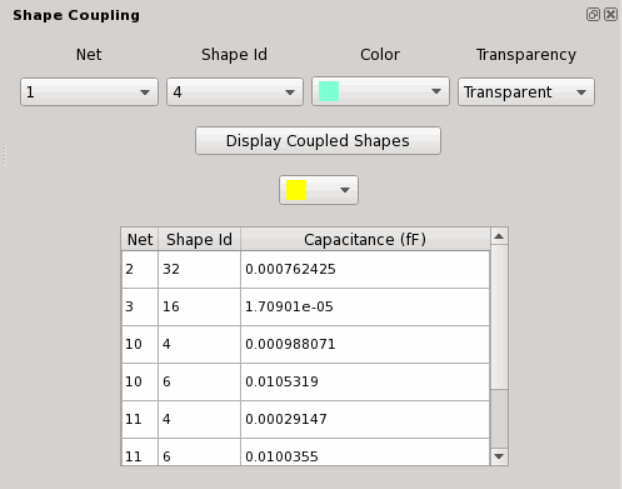 Shape Coupling
Net Shape Id Color Transparency
1 4 Transparent
Display Coupled Shapes
Net Shape Id Capacitance (fF)
2 32 0.000762425
3 16 1.70901e-05
10 4 0.000988071
10 6 0.0105319
11 4 0.00029147
11 6 0.0100355